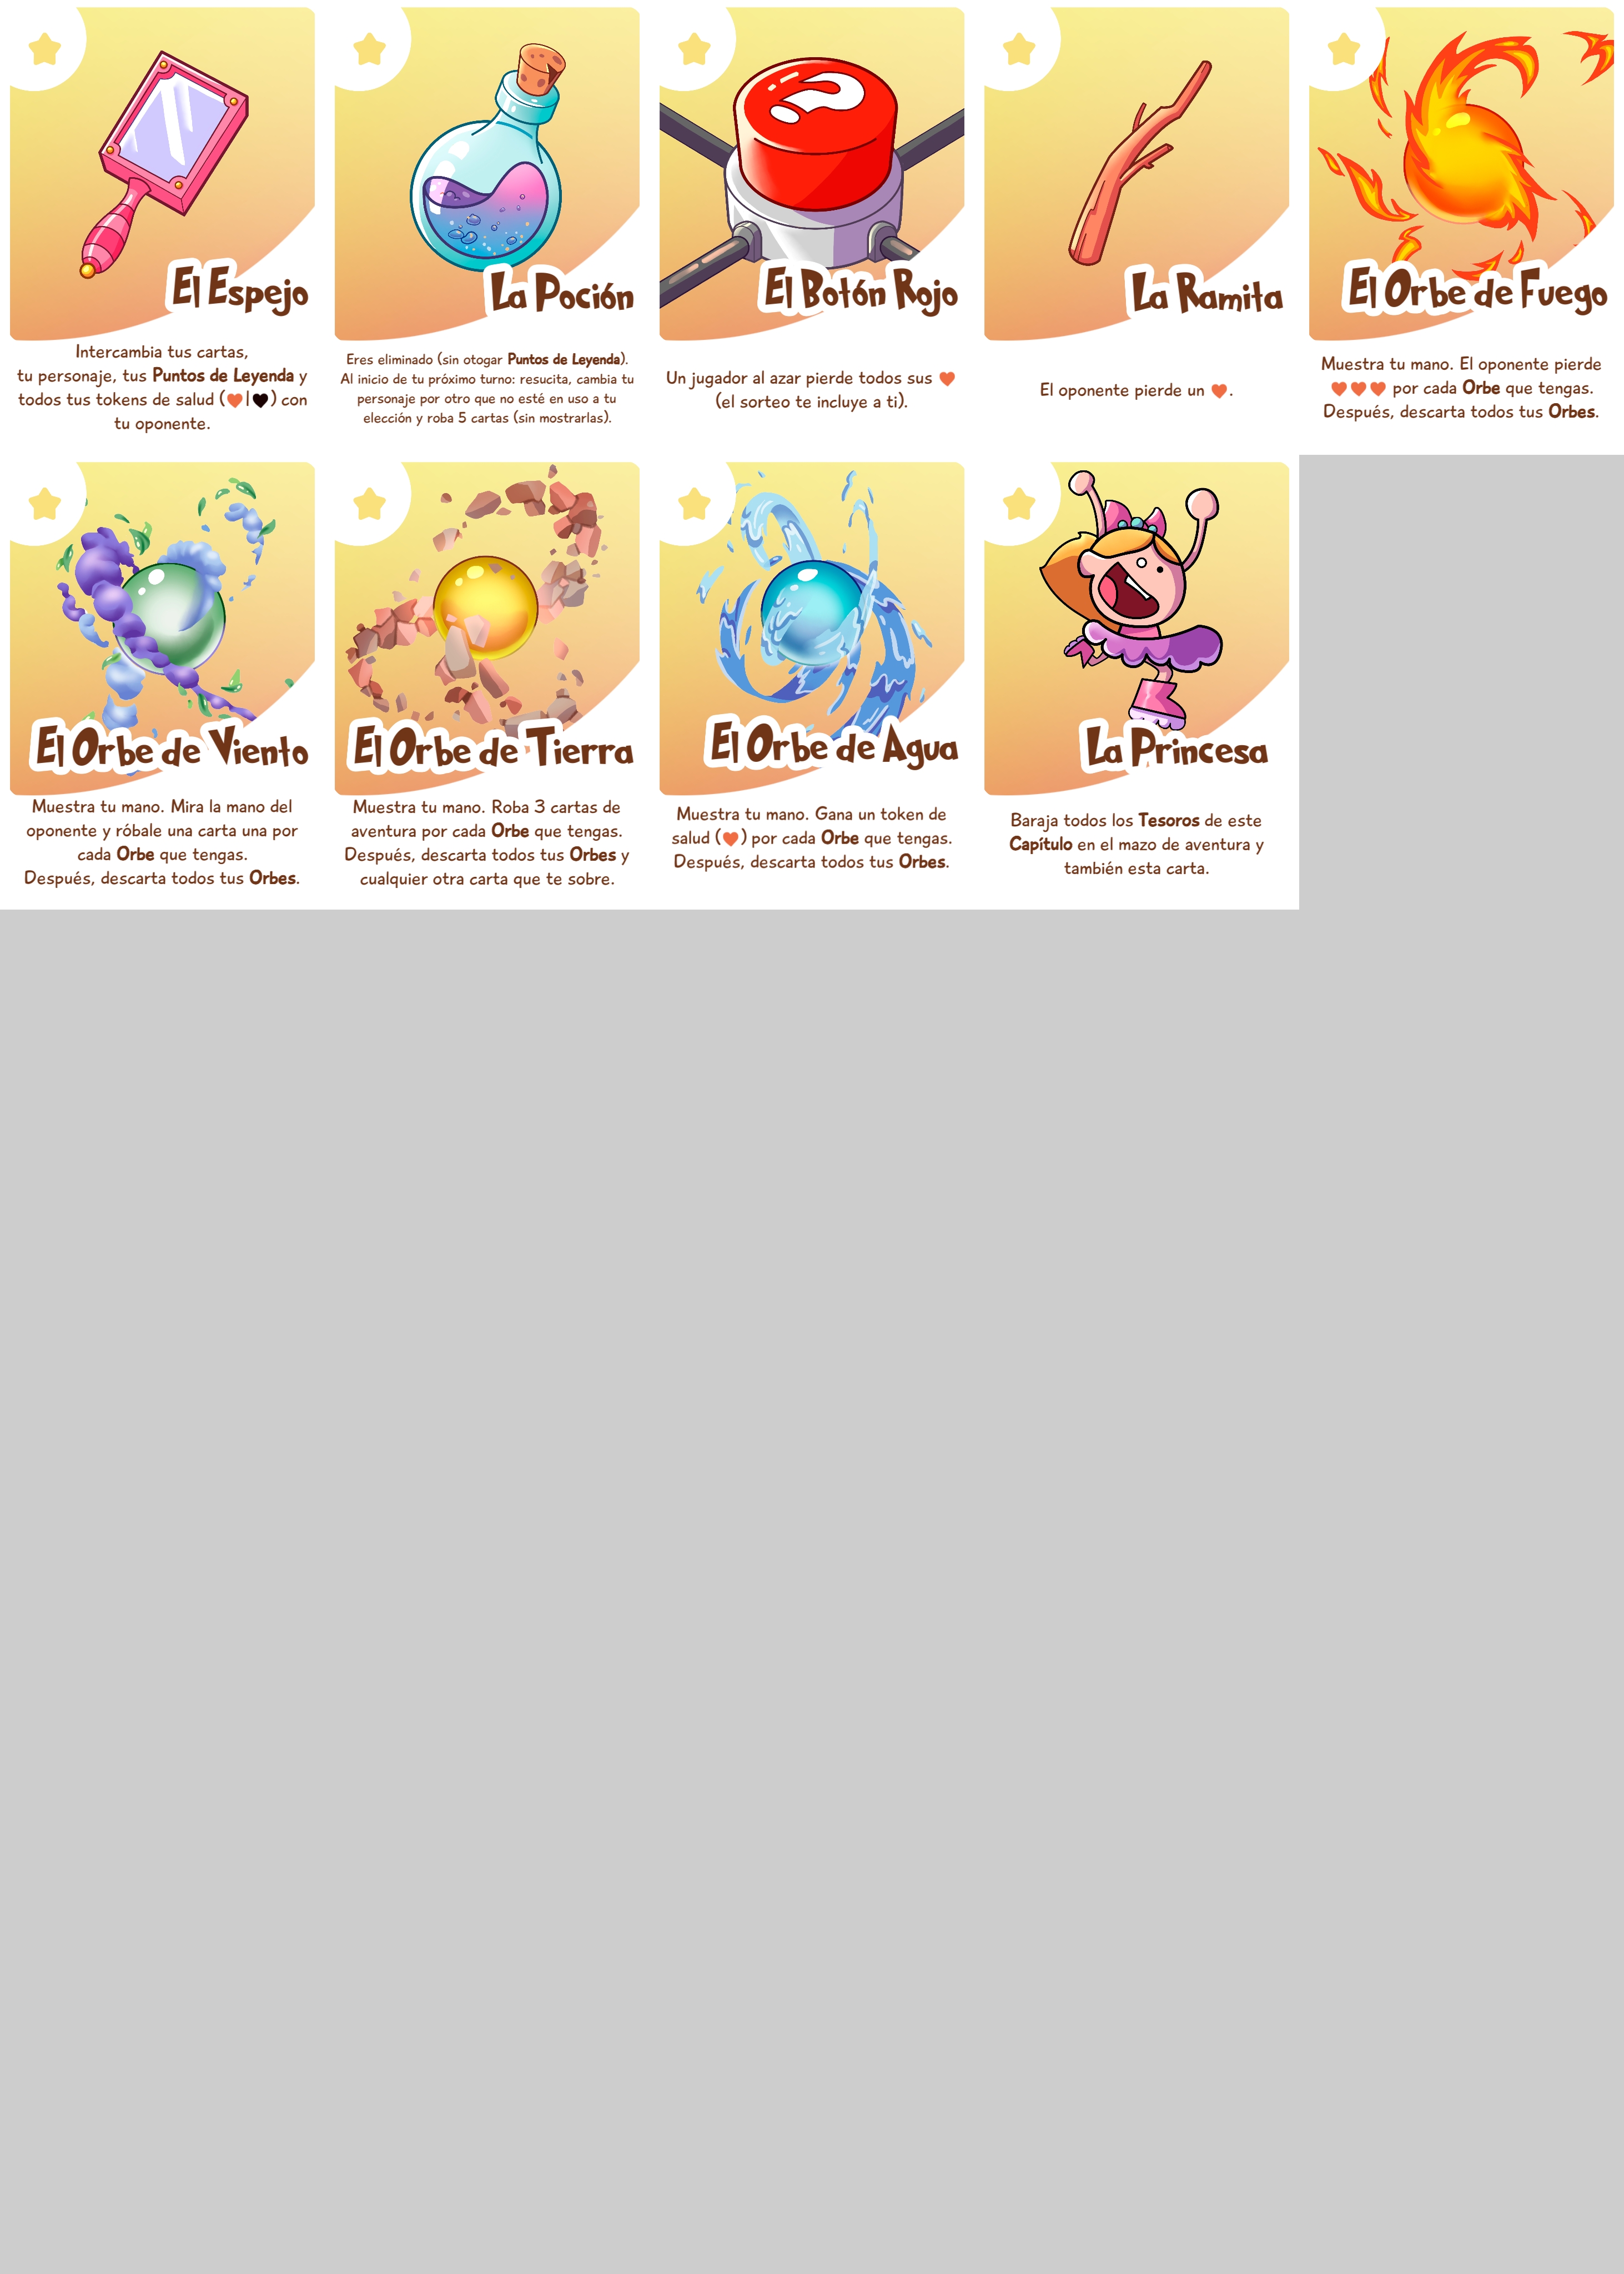 El Espejo
Intercambia tus cartas,
tu personaje, tus Puntos de Leyenda y
todos tus tokens de salud (❤|🖤) con
tu oponente.
La Poción
Eres eliminado (sin otogar Puntos de Leyenda).
Al inicio de tu próximo turno: resucita, cambia tu
personaje por otro que no esté en uso a tu
elección y roba 5 cartas (sin mostrarlas).
?
El Botón Rojo
Un jugador al azar pierde todos sus ❤
(el sorteo te incluye a ti).
La Ramita
El oponente pierde un ❤.
El Orbe de Fuego
Muestra tu mano. El oponente pierde
❤❤❤ por cada Orbe que tengas.
Después, descarta todos tus Orbes.
El Orbe de Viento
Muestra tu mano. Mira la mano del
oponente y róbale una carta una por
cada Orbe que tengas.
Después, descarta todos tus Orbes.
El Orbe de Tierra
Muestra tu mano. Roba 3 cartas de
aventura por cada Orbe que tengas.
Después, descarta todos tus Orbes y
cualquier otra carta que te sobre.
El Orbe de Agua
Muestra tu mano. Gana un token de
salud (❤) por cada Orbe que tengas.
Después, descarta todos tus Orbes.
La Princesa
Baraja todos los Tesoros de este
Capítulo en el mazo de aventura y
también esta carta.